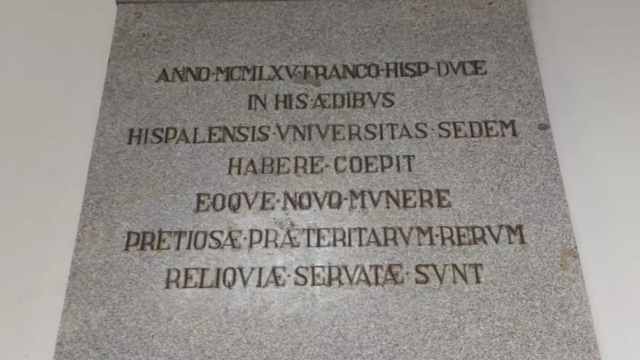 ANNO·MCMLXV·FRANCO·HISP·DVCE
IN HIS ÆDIBVS
HISPALENSIS·VNIVERSITAS·SEDEM
HABERE·COEPIT
EOQVE·NOVO·MVNERE
PRETIOSÆ·PRÆTERITARVM·RERVM
RELIQVIÆ·SERVATÆ·SVNT